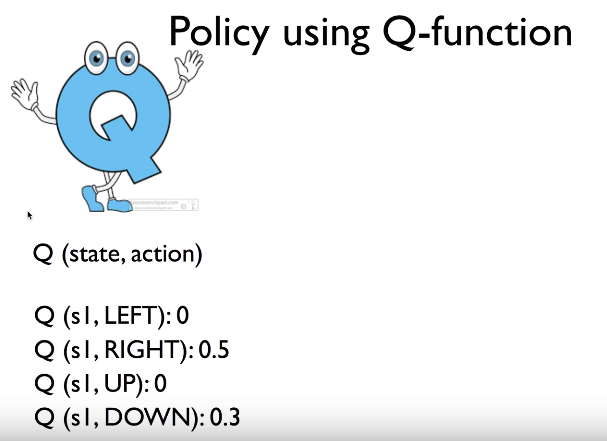 Policy using Q-function
Q
Q (state, action)
Q (s1, LEFT): 0
Q (s1, RIGHT): 0.5
Q (s1, UP): 0
Q (s1, DOWN): 0.3